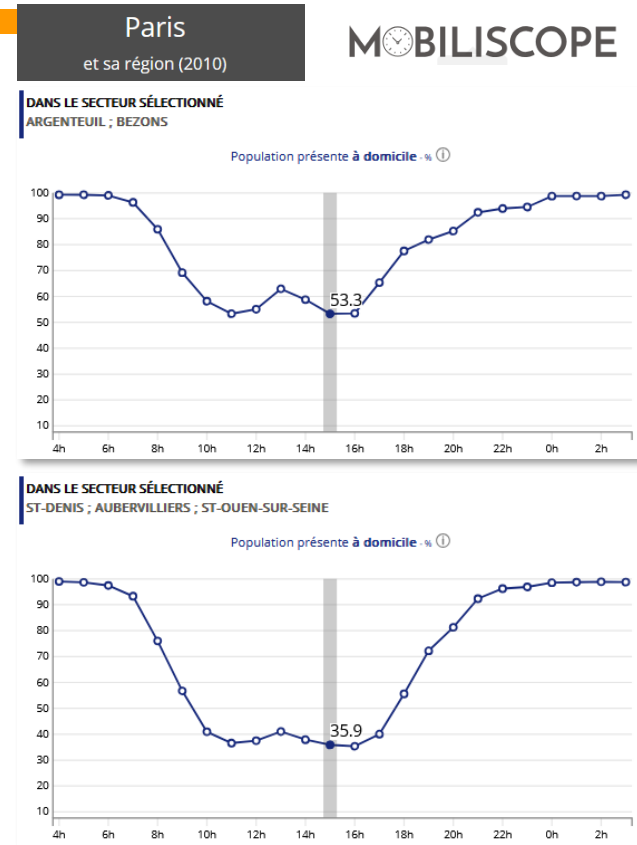 Paris
et sa région (2010)
MOBILISCOPE
DANS LE SECTEUR SÉLECTIONNÉ
ARGENTEUIL ; BEZONS
Population présente à domicile - % ⓘ
100
90
80
70
60
50
40
30
20
10
53.3
4h 6h 8h 10h 12h 14h 16h 18h 20h 22h 0h 2h
DANS LE SECTEUR SÉLECTIONNÉ
ST-DENIS ; AUBERVILLIERS ; ST-OUEN-SUR-SEINE
Population présente à domicile - % ⓘ
100
90
80
70
60
50
40
30
20
10
35.9
4h 6h 8h 10h 12h 14h 16h 18h 20h 22h 0h 2h